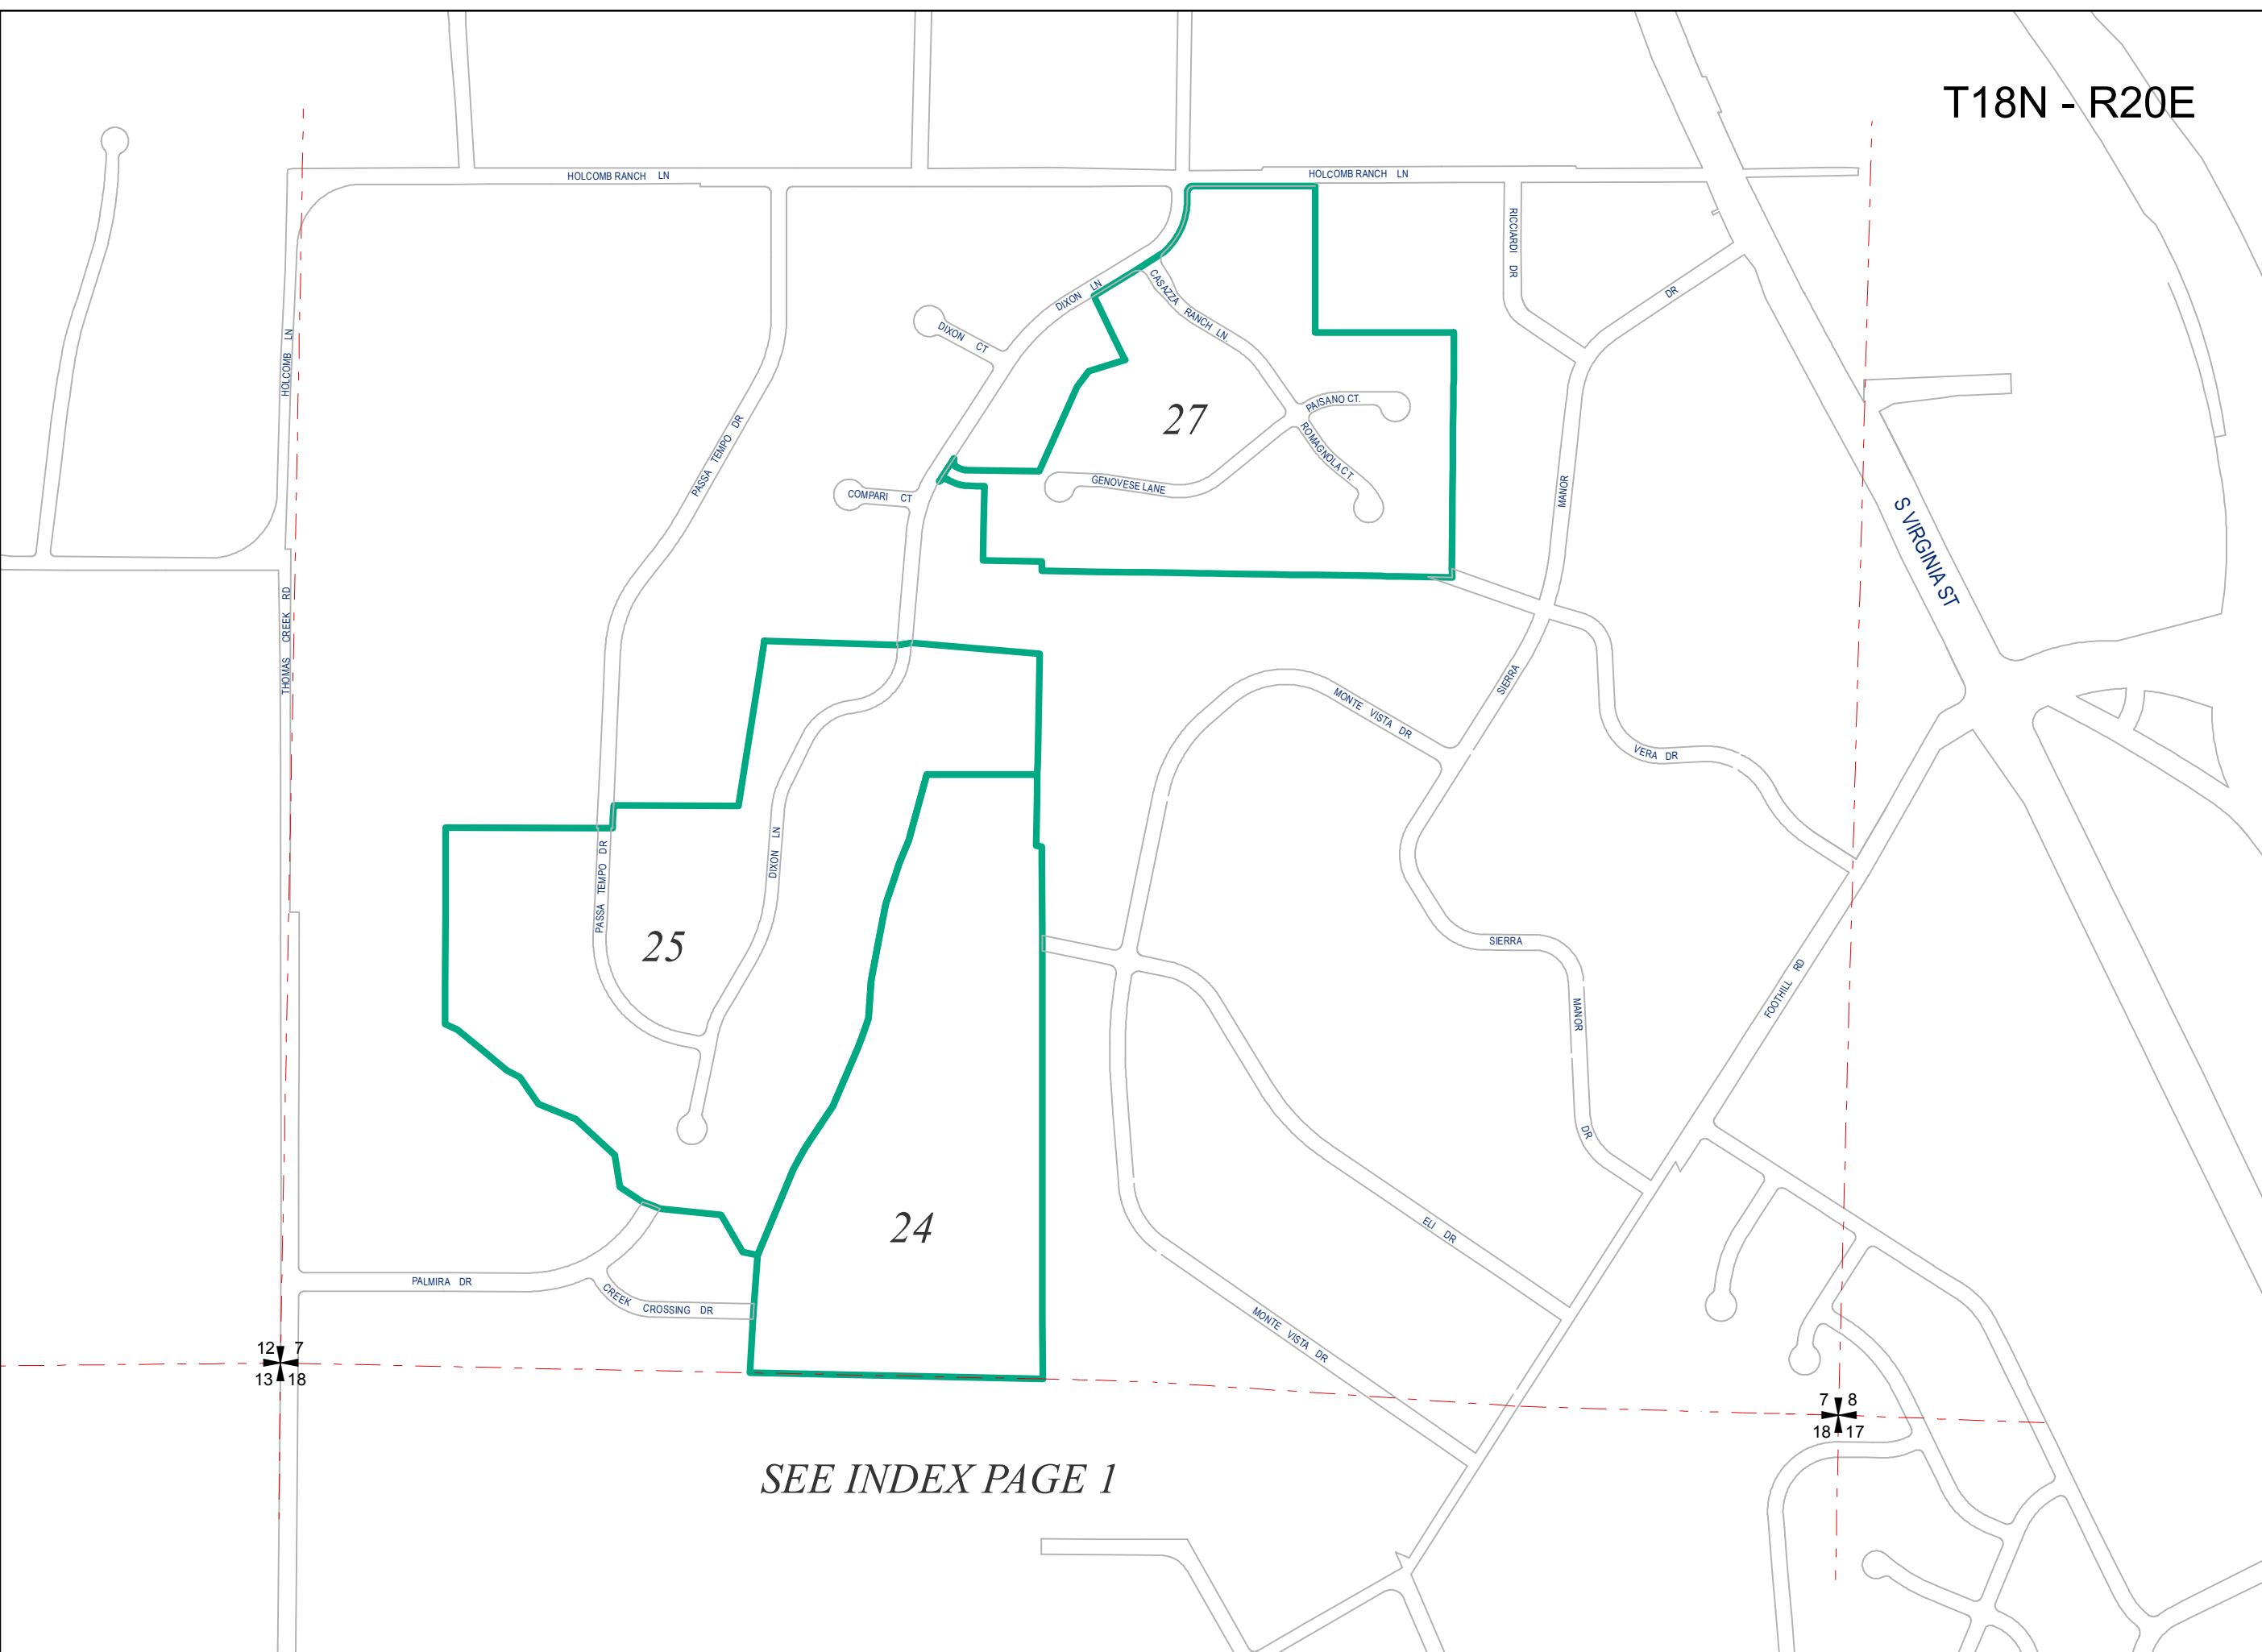 T18N - R20E
HOLCOMB RANCH LN
HOLCOMB RANCH LN
RICCIARDI DR
HOLCOMB LN
DIXON LN
CASAZZA RANCH LN
DR
DIXON CT
27
PAISANO CT.
ROMAGNOLA CT.
PASSA TEMPO DR
COMPARI CT
GENOVESE LANE
MANOR
S VIRGINIA ST
THOMAS CREEK RD
SIERRA
MONTE VISTA DR
VERA DR
PASSA TEMPO DR
DIXON LN
25
SIERRA
MANOR
DR
FOOTHILL RD
24
ELI DR
PALMIRA DR
CREEK CROSSING DR
MONTE VISTA DR
12 7
13 18
7 8
18 17
SEE INDEX PAGE 1